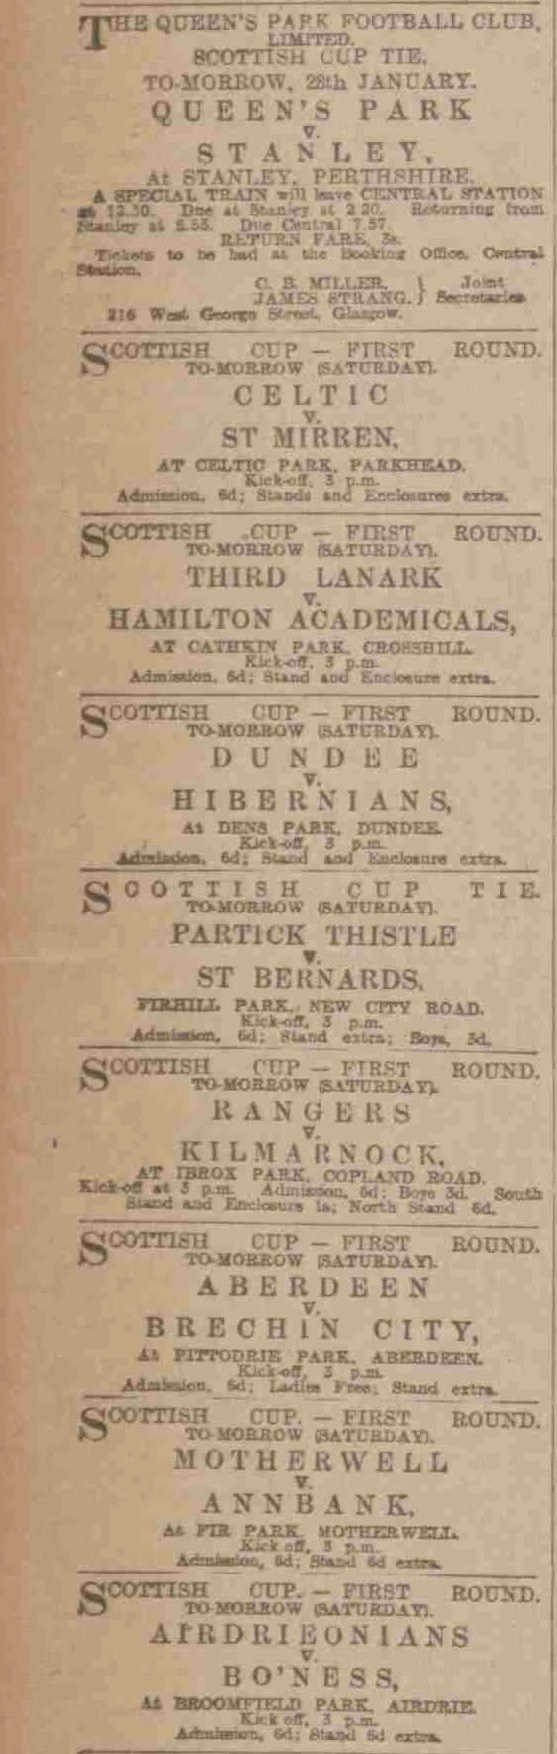 THE QUEEN'S PARK FOOTBALL CLUB,
LIMITED.
SCOTTISH CUP TIE.
TO-MORROW, 28th JANUARY.
QUEEN'S PARK
v.
STANLEY,
At STANLEY, PERTHSHIRE.
A SPECIAL TRAIN will leave CENTRAL STATION
at 12.30. Due at Stanley at 2 20. Returning from
Stanley at 5.55. Due Central 7.57.
RETURN FARE, 3s.
Tickets to be had at the Booking Office, Central
Station.
C. B. MILLER, } Joint
JAMES STRANG. } Secretaries
216 West George Street, Glasgow.
SCOTTISH CUP — FIRST ROUND.
TO-MORROW (SATURDAY).
CELTIC
v.
ST MIRREN,
AT CELTIC PARK, PARKHEAD.
Kick-off, 3 p.m.
Admission, 6d; Stands and Enclosures extra.
SCOTTISH CUP — FIRST ROUND.
TO-MORROW (SATURDAY).
THIRD LANARK
v.
HAMILTON ACADEMICALS,
AT CATHKIN PARK, CROSSHILL.
Kick-off, 3 p.m.
Admission, 6d; Stand and Enclosure extra.
SCOTTISH CUP — FIRST ROUND.
TO-MORROW (SATURDAY).
DUNDEE
v.
HIBERNIANS,
At DENS PARK, DUNDEE.
Kick-off, 3 p.m.
Admission, 6d; Stand and Enclosure extra.
SCOTTISH CUP TIE.
TO-MORROW (SATURDAY).
PARTICK THISTLE
v.
ST BERNARDS,
FIRHILL PARK, NEW CITY ROAD.
Kick-off, 3 p.m.
Admission, 6d; Stand extra; Boys, 3d.
SCOTTISH CUP — FIRST ROUND.
TO-MORROW (SATURDAY).
RANGERS
v.
KILMARNOCK,
AT IBROX PARK, COPLAND ROAD.
Kick-off at 3 p.m. Admission, 6d; Boys 3d. South
Stand and Enclosure 1s; North Stand 6d.
SCOTTISH CUP — FIRST ROUND.
TO-MORROW (SATURDAY).
ABERDEEN
v.
BRECHIN CITY,
At PITTODRIE PARK, ABERDEEN.
Kick-off, 3 p.m.
Admission, 6d; Ladies Free; Stand extra.
SCOTTISH CUP. — FIRST ROUND.
TO-MORROW (SATURDAY).
MOTHERWELL
v.
ANNBANK,
At FIR PARK, MOTHERWELL.
Kick off, 3 p.m.
Admission, 6d; Stand 6d extra.
SCOTTISH CUP. — FIRST ROUND.
TO-MORROW (SATURDAY).
AIRDRIEONIANS
v.
BO'NESS,
At BROOMFIELD PARK, AIRDRIE.
Kick off, 3 p.m.
Admission, 6d; Stand 6d extra.